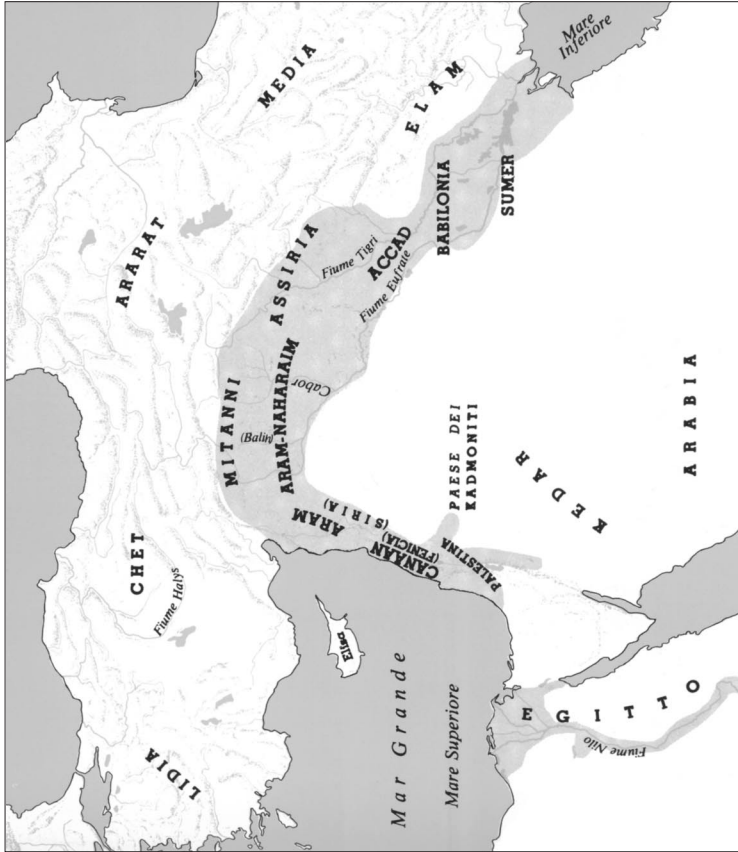 Mare
Inferiore
MEDIA
ELAM
BABILONIA
SUMER
ARARAT
ASSIRIA
Fiume Tigri
ACCAD
Fiume Eufrate
MITANNI
(Balih)
ARAM-NAHARAIM
Cabor
ARABIA
PAESE DEI
KADMONITI
KEDAR
ARAM
(SIRIA)
CANAAN
(FENICIA)
PALESTINA
CHET
Fiume Halys
Elisa
LIDIA
Mar Grande
Mare Superiore
EGITTO
Fiume Nilo